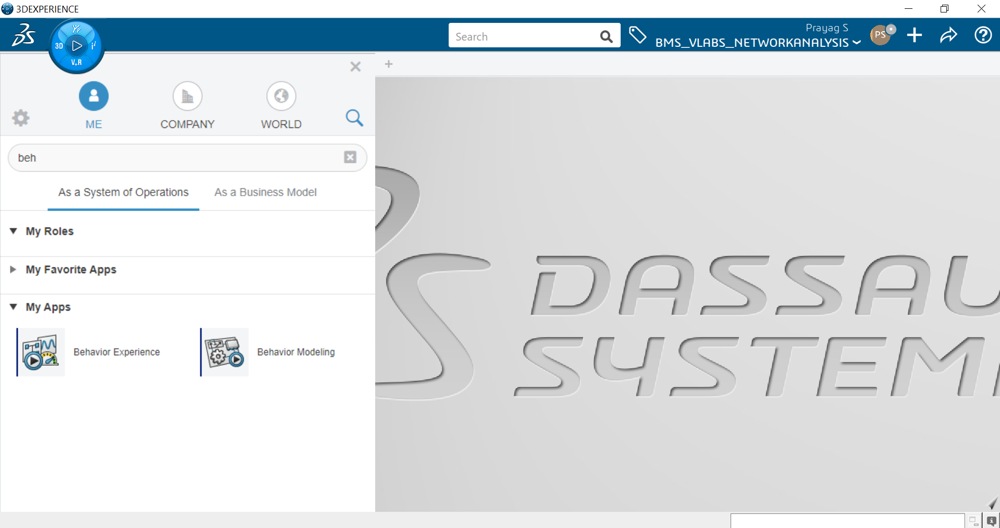 3DEXPERIENCE
3D
V+R
Search
Prayag S
BMS_VLABS_NETWORKANALYSIS
PS
ME
COMPANY
WORLD
beh
As a System of Operations
As a Business Model
My Roles
My Favorite Apps
My Apps
Behavior Experience
Behavior Modeling
DASSAU
SYSTEM